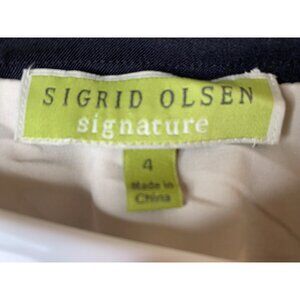 SIGRID OLSEN
signature
4
Made in
China